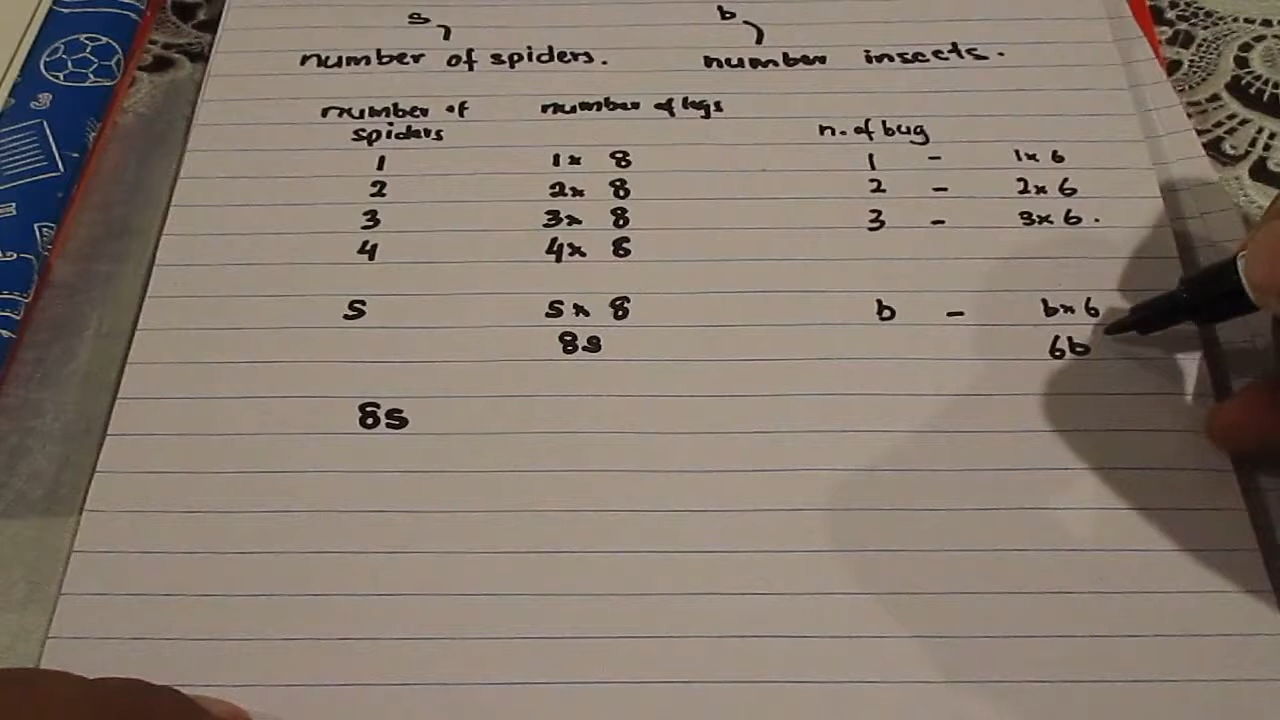 s b
number of spiders. number insects.
number of spiders number of legs n. of bug
1 1x 8 1 - 1x 6
2 2x 8 2 - 2x 6
3 3x 8 3 - 3x 6.
4 4x 8
s s x 8 b - bx 6
8s 6b
8s
3